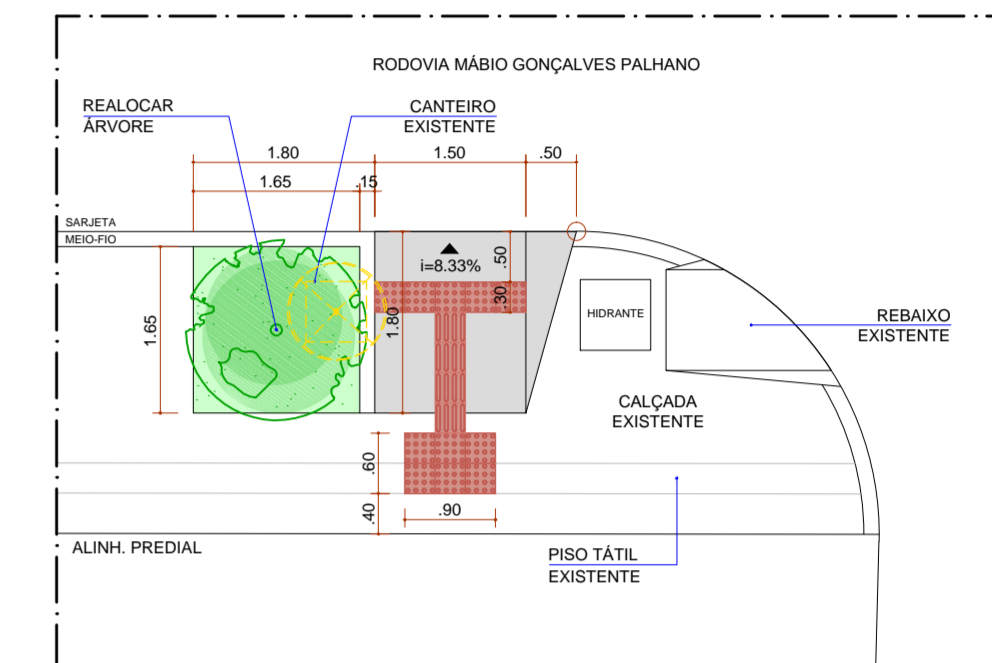 RODOVIA MÁBIO GONÇALVES PALHANO
REALOCAR
ÁRVORE
CANTEIRO
EXISTENTE
1.80
1.50
.50
1.65
.15
SARJETA
MEIO-FIO
i=8.33%
.50
.30
1.80
1.65
HIDRANTE
REBAIXO
EXISTENTE
CALÇADA
EXISTENTE
.60
.40
.90
ALINH. PREDIAL
PISO TÁTIL
EXISTENTE